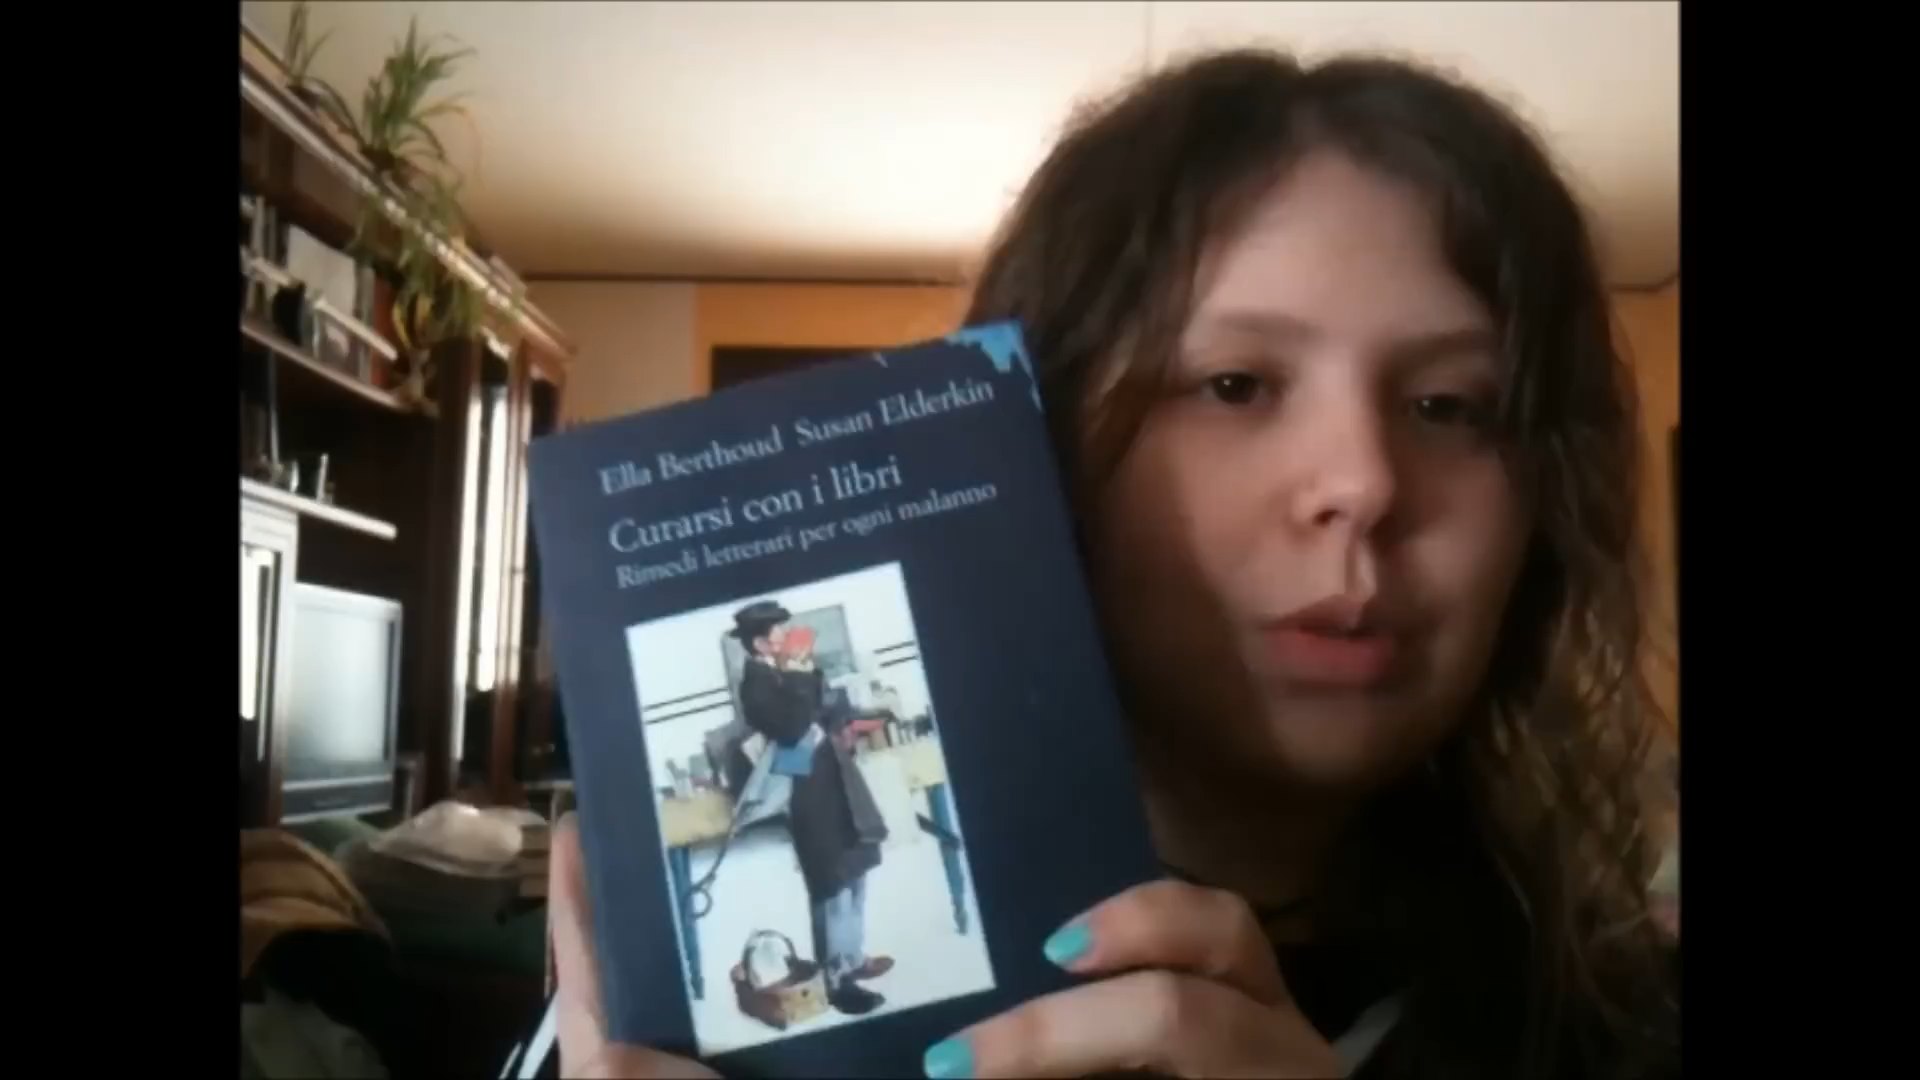 Ella Berthoud Susan Elderkin
Curarsi con i libri
Rimedi letterari per ogni malanno